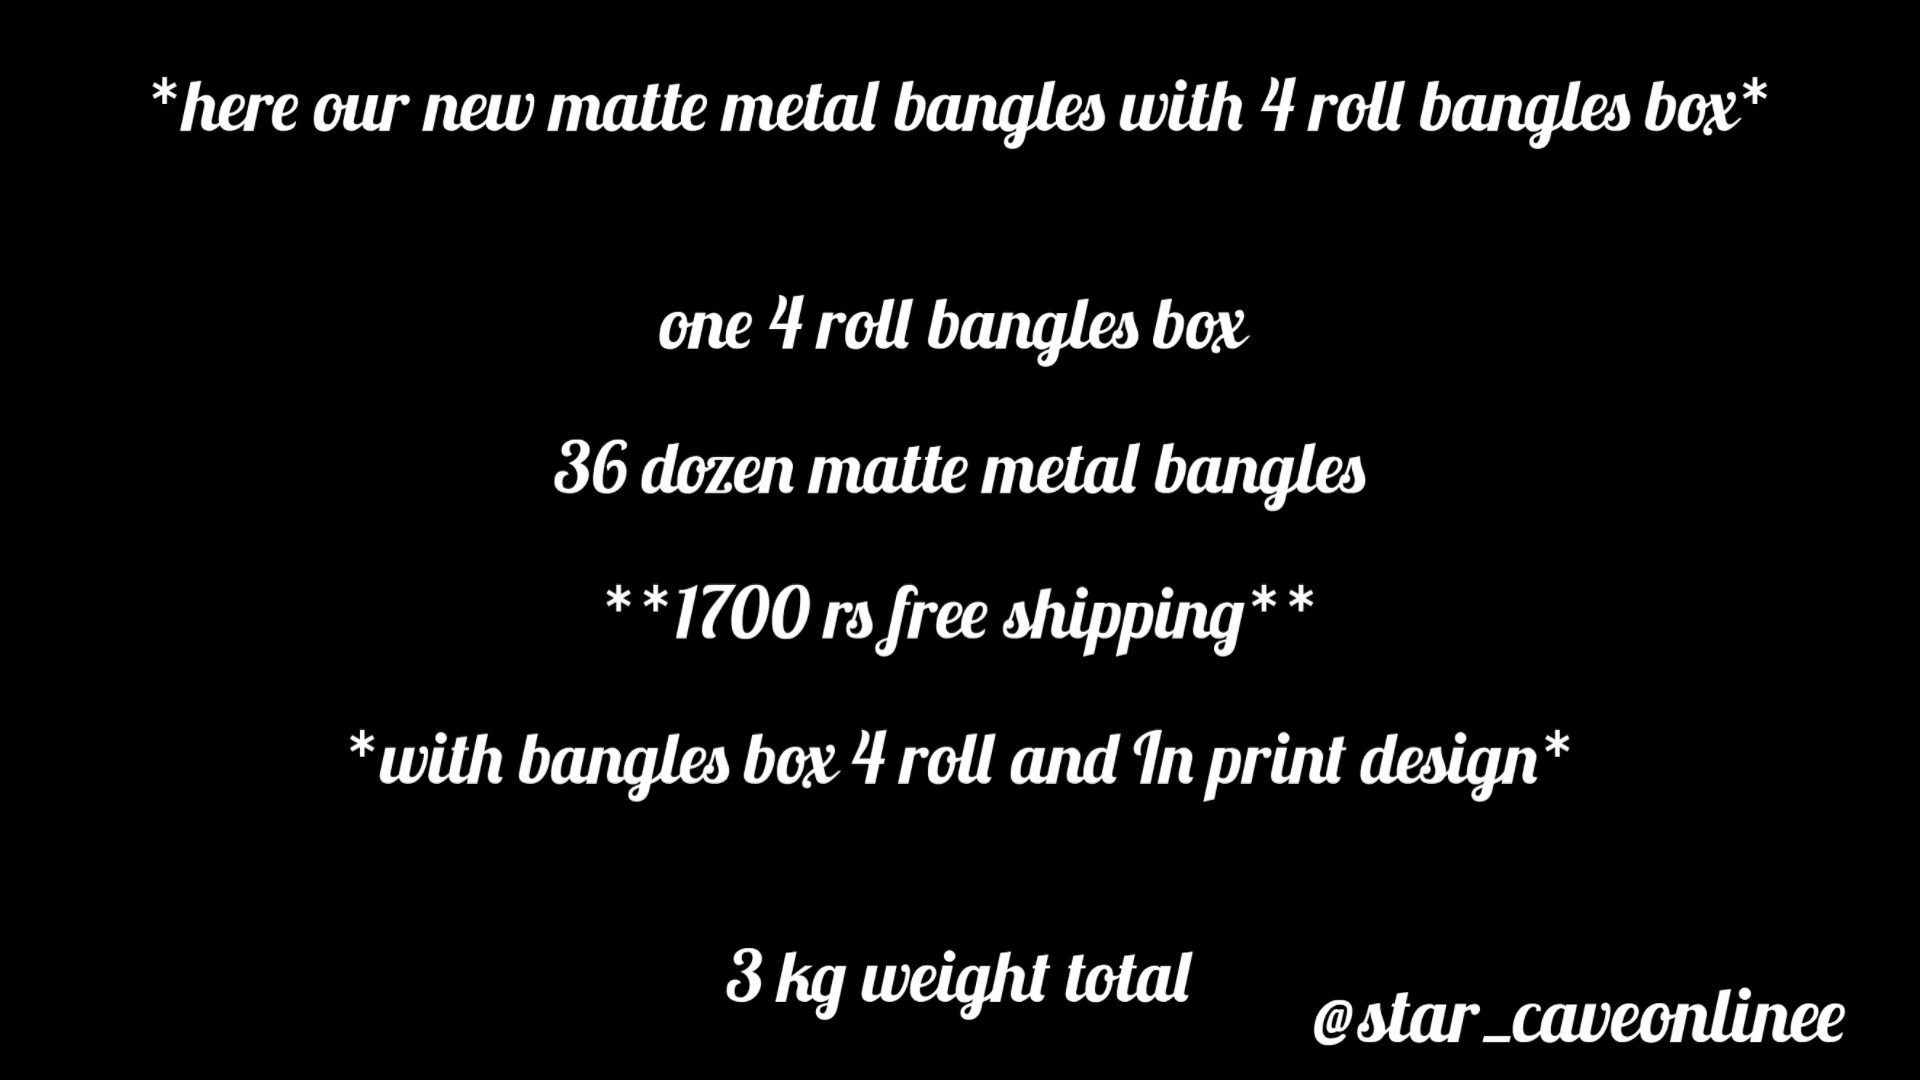 *here our new matte metal bangles with 4 roll bangles box*
one 4 roll bangles box
36 dozen matte metal bangles
**1700 rs free shipping**
*with bangles box 4 roll and In print design*
3 kg weight total
@star_caveonlinee